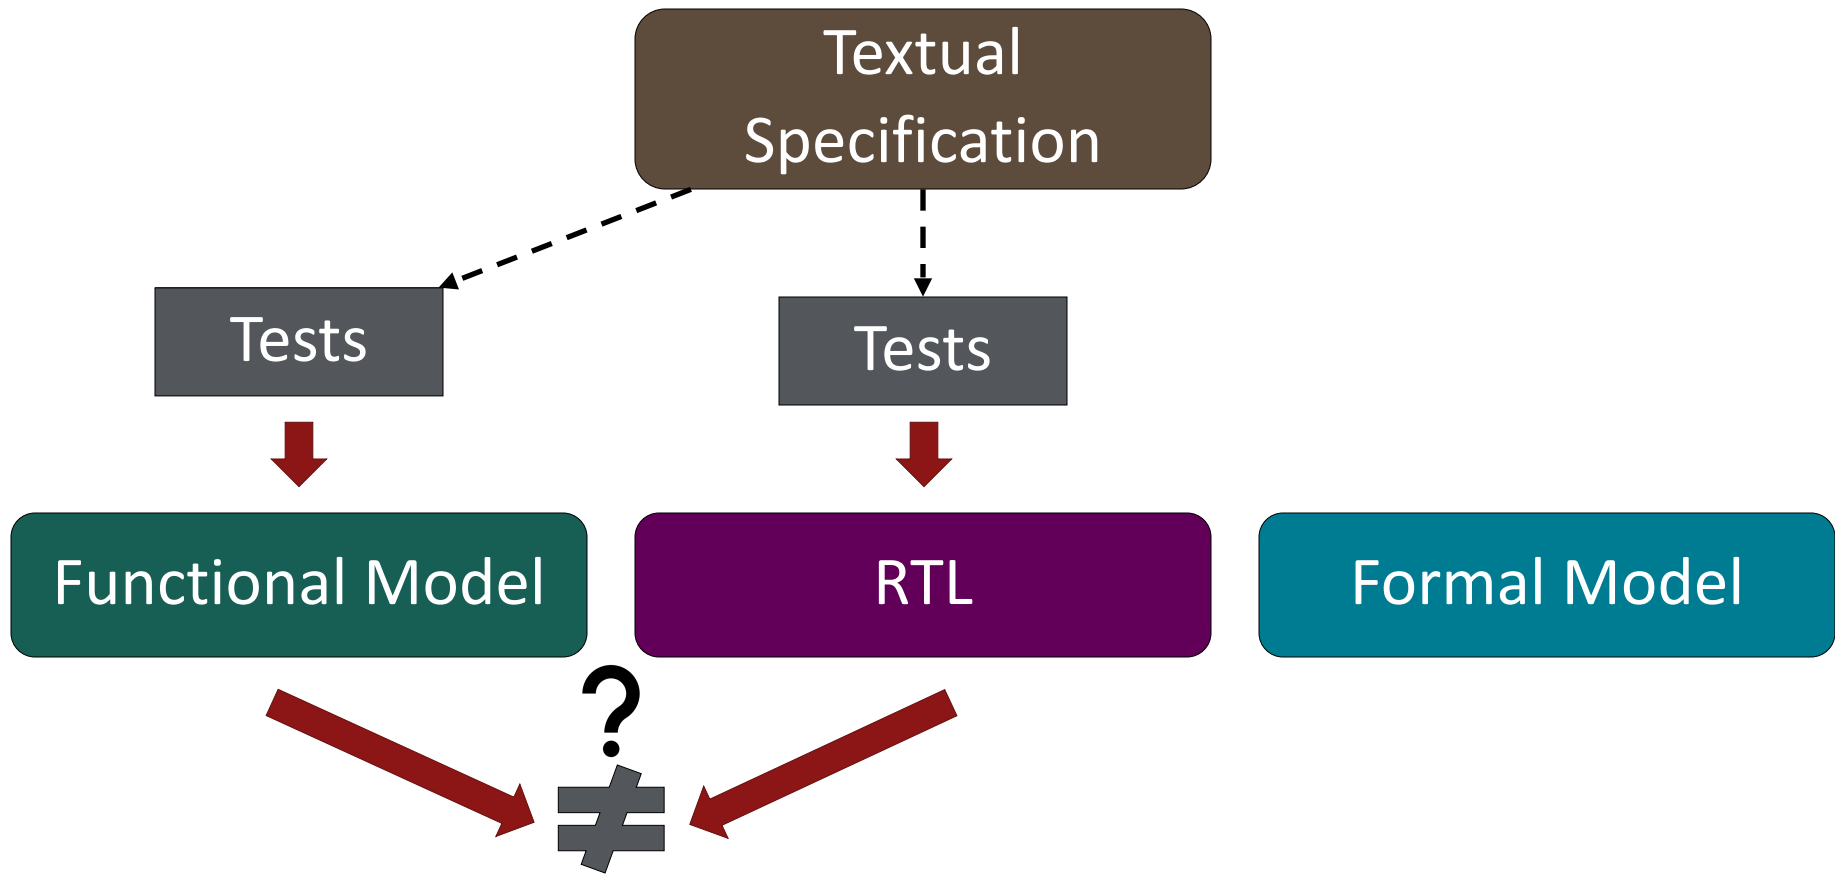 Textual
Specification
Tests
Tests
Functional Model
RTL
Formal Model
?
≠